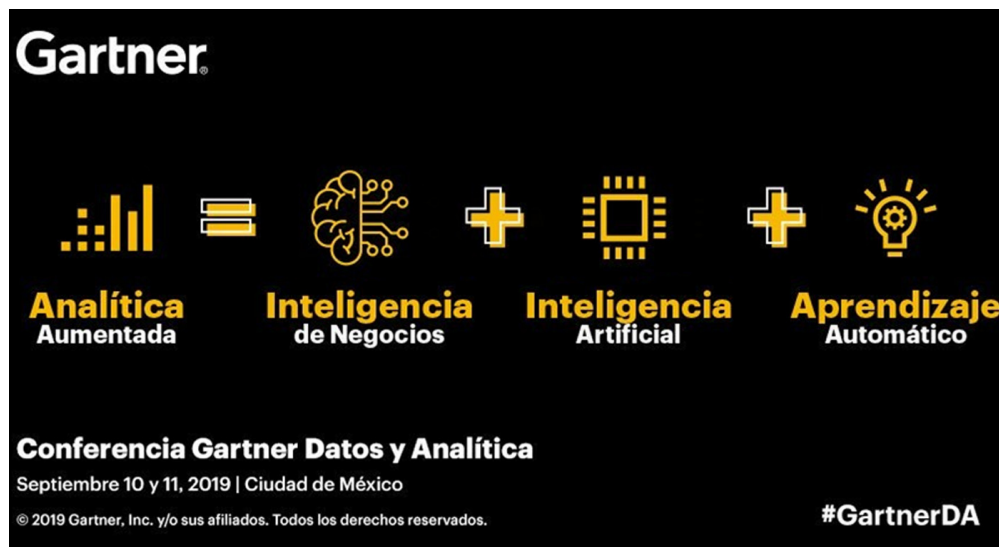 Gartner®
Analítica
Aumentada
=
Inteligencia
de Negocios
+
Inteligencia
Artificial
+
Aprendizaje
Automático
Conferencia Gartner Datos y Analítica
Septiembre 10 y 11, 2019 | Ciudad de México
© 2019 Gartner, Inc. y/o sus afiliados. Todos los derechos reservados.
#GartnerDA